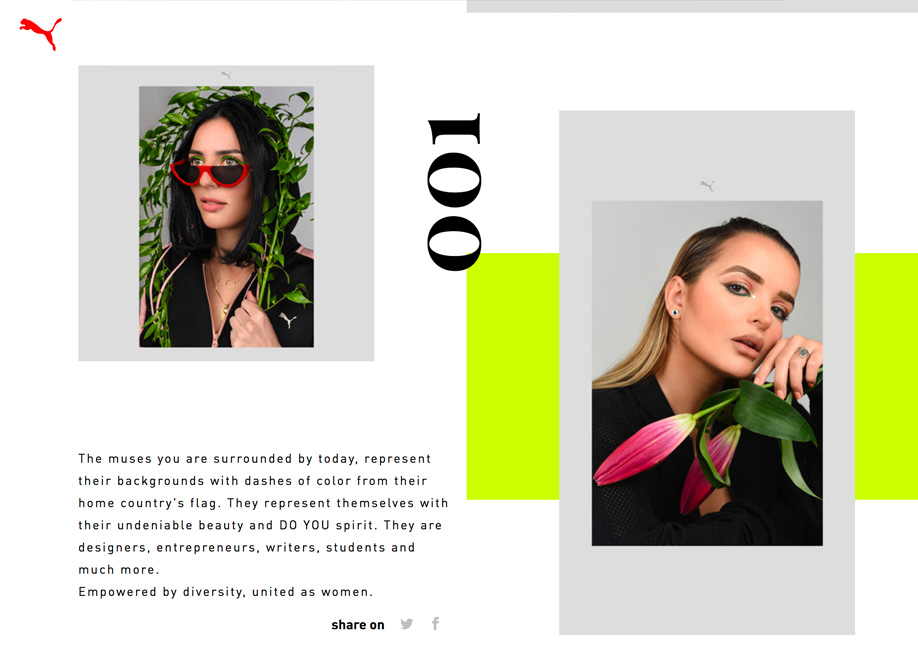 001
The muses you are surrounded by today, represent
their backgrounds with dashes of color from their
home country's flag. They represent themselves with
their undeniable beauty and DO YOU spirit. They are
designers, entrepreneurs, writers, students and
much more.
Empowered by diversity, united as women.
share on